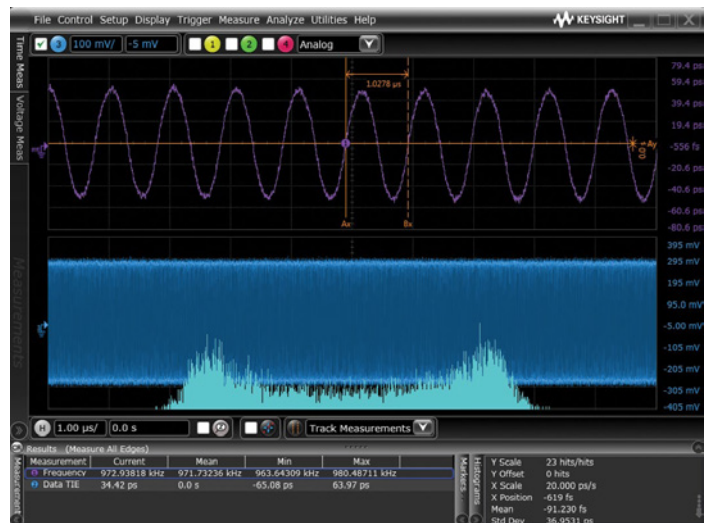 File Control Setup Display Trigger Measure Analyze Utilities Help
KEYSIGHT
3 100 mV/ -5 mV 1 2 4 Analog
Time Meas
Voltage Meas
Measurements
1.0278 µs
79.4 ps
59.4 ps
39.4 ps
19.4 ps
-556 fs
-20.6 ps
-40.6 ps
-60.6 ps
-80.6 ps
0.0 s
Ay
Ax
Bx
395 mV
295 mV
195 mV
95.0 mV
-5.00 mV
-105 mV
-205 mV
-305 mV
-405 mV
H 1.00 µs/ 0.0 s Track Measurements
Results (Measure All Edges)
Measurement Current Mean Min Max
Frequency 972.93818 kHz 971.73236 kHz 963.64309 kHz 980.48711 kHz
Data TIE 34.42 ps 0.0 s -65.08 ps 63.97 ps
Measurement
Markers
Histograms
Y Scale 23 hits/hits
Y Offset 0 hits
X Scale 20.000 ps/s
X Position -619 fs
Mean -91.230 fs
Std Dev 36.9531 ps